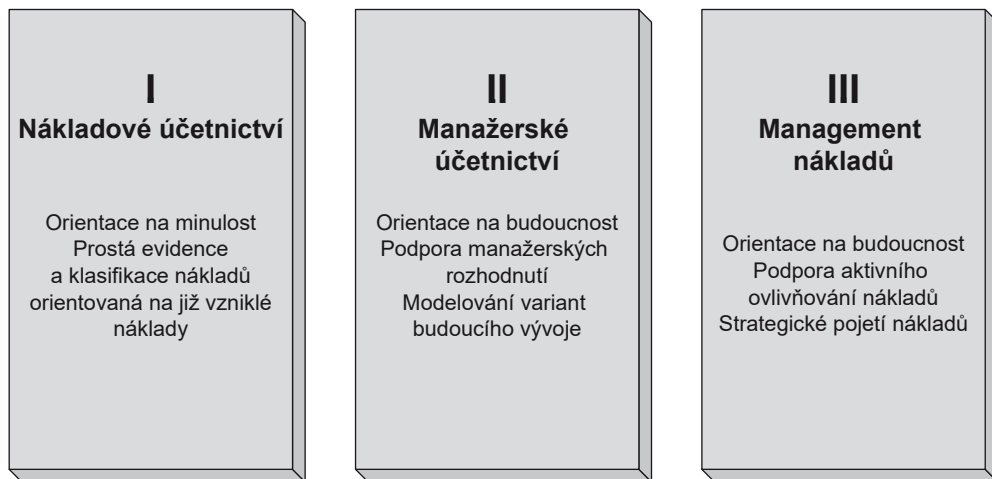 I
Nákladové účetnictví
Orientace na minulost
Prostá evidence
a klasifikace nákladů
orientovaná na již vzniklé
náklady
II
Manažerské
účetnictví
Orientace na budoucnost
Podpora manažerských
rozhodnutí
Modelování variant
budoucího vývoje
III
Management
nákladů
Orientace na budoucnost
Podpora aktivního
ovlivňování nákladů
Strategické pojetí nákladů